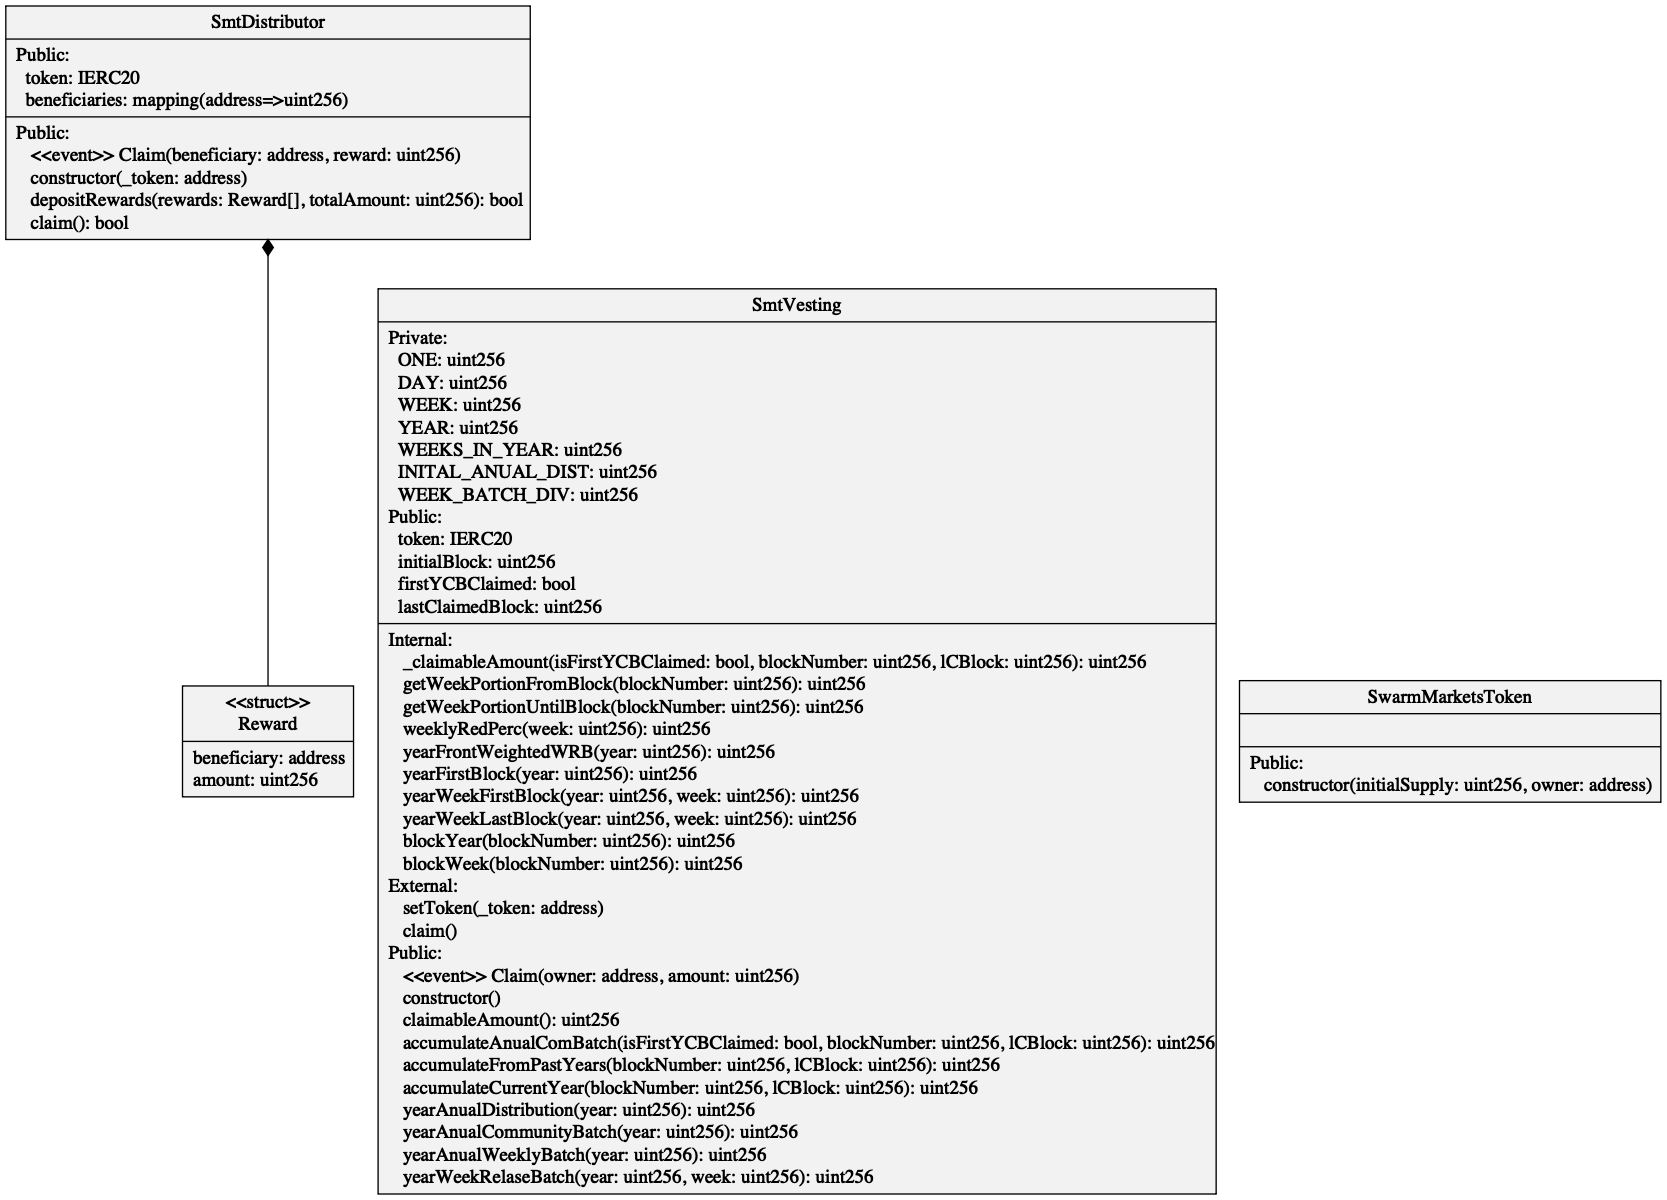 SmtDistributor
Public:
token: IERC20
beneficiaries: mapping(address=>uint256)
Public:
<<event>> Claim(beneficiary: address, reward: uint256)
constructor(_token: address)
depositRewards(rewards: Reward[], totalAmount: uint256): bool
claim(): bool
SmtVesting
Private:
ONE: uint256
DAY: uint256
WEEK: uint256
YEAR: uint256
WEEKS_IN_YEAR: uint256
INITAL_ANUAL_DIST: uint256
WEEK_BATCH_DIV: uint256
Public:
token: IERC20
initialBlock: uint256
firstYCBClaimed: bool
lastClaimedBlock: uint256
Internal:
_claimableAmount(isFirstYCBClaimed: bool, blockNumber: uint256, lCBlock: uint256): uint256
getWeekPortionFromBlock(blockNumber: uint256): uint256
getWeekPortionUntilBlock(blockNumber: uint256): uint256
weeklyRedPerc(week: uint256): uint256
yearFrontWeightedWRB(year: uint256): uint256
yearFirstBlock(year: uint256): uint256
yearWeekFirstBlock(year: uint256, week: uint256): uint256
yearWeekLastBlock(year: uint256, week: uint256): uint256
blockYear(blockNumber: uint256): uint256
blockWeek(blockNumber: uint256): uint256
External:
setToken(_token: address)
claim()
Public:
<<event>> Claim(owner: address, amount: uint256)
constructor()
claimableAmount(): uint256
accumulateAnualComBatch(isFirstYCBClaimed: bool, blockNumber: uint256, lCBlock: uint256): uint256
accumulateFromPastYears(blockNumber: uint256, lCBlock: uint256): uint256
accumulateCurrentYear(blockNumber: uint256, lCBlock: uint256): uint256
yearAnualDistribution(year: uint256): uint256
yearAnualCommunityBatch(year: uint256): uint256
yearAnualWeeklyBatch(year: uint256): uint256
yearWeekRelaseBatch(year: uint256, week: uint256): uint256
<<struct>>
Reward
beneficiary: address
amount: uint256
SwarmMarketsToken
Public:
constructor(initialSupply: uint256, owner: address)